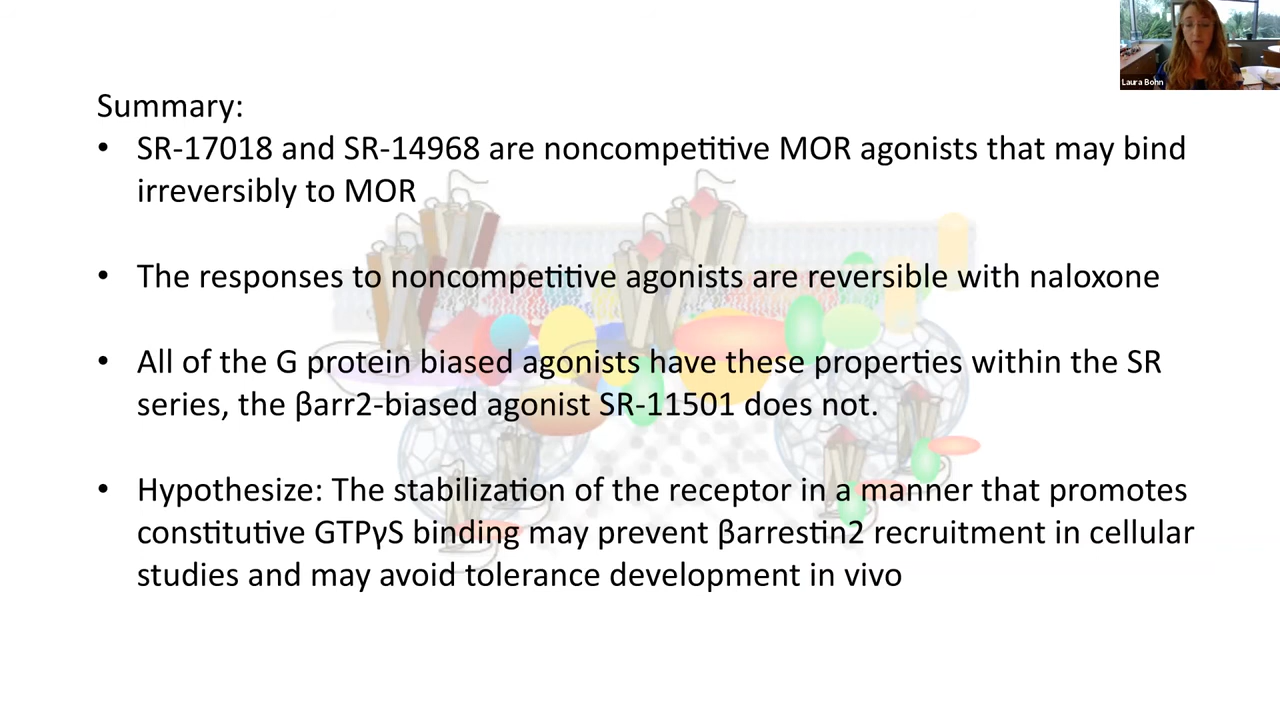 Laura Bohn
Summary:
• SR-17018 and SR-14968 are noncompetitive MOR agonists that may bind
irreversibly to MOR
• The responses to noncompetitive agonists are reversible with naloxone
• All of the G protein biased agonists have these properties within the SR
series, the βarr2-biased agonist SR-11501 does not.
• Hypothesize: The stabilization of the receptor in a manner that promotes
constitutive GTPγS binding may prevent βarrestin2 recruitment in cellular
studies and may avoid tolerance development in vivo